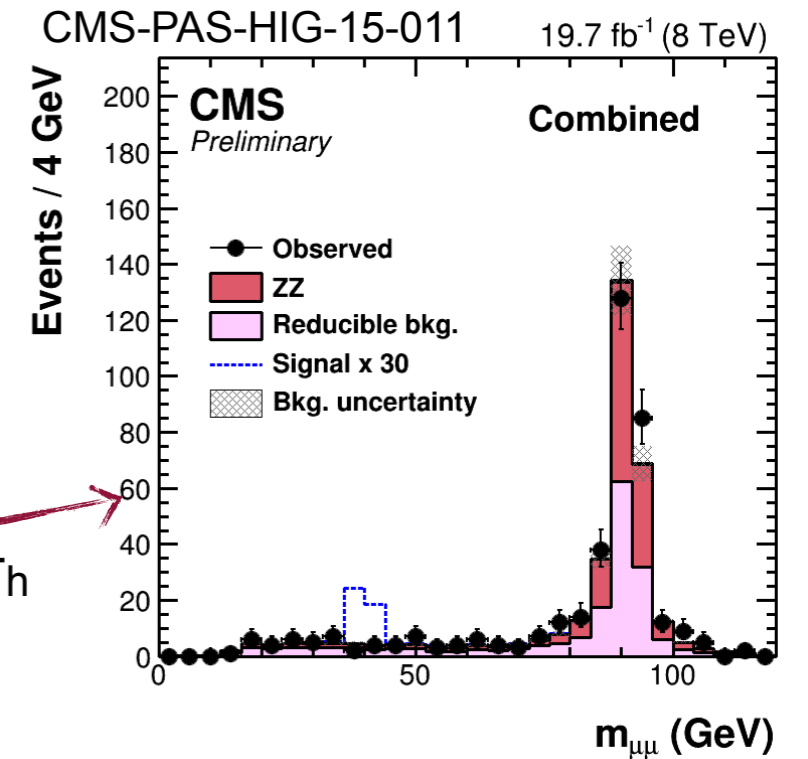 CMS-PAS-HIG-15-011
19.7 fb⁻¹ (8 TeV)
CMS
Preliminary
Combined
Events / 4 GeV
200
180
160
140
120
100
80
60
40
20
0
Observed
ZZ
Reducible bkg.
Signal x 30
Bkg. uncertainty
h
0 50 100
mμμ (GeV)